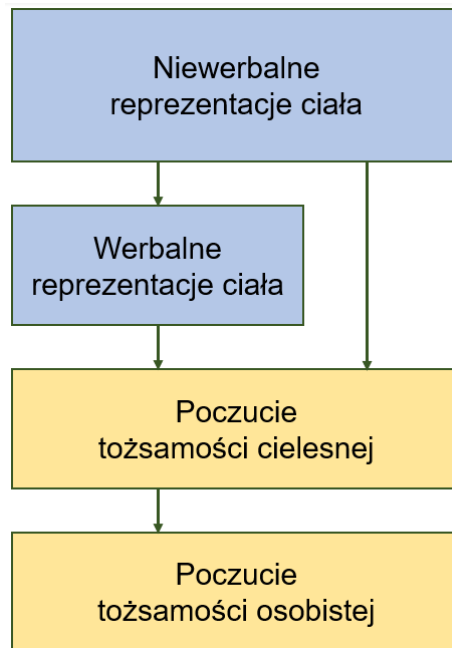 Niewerbalne
reprezentacje ciała
Werbalne
reprezentacje ciała
Poczucie
tożsamości cielesnej
Poczucie
tożsamości osobistej